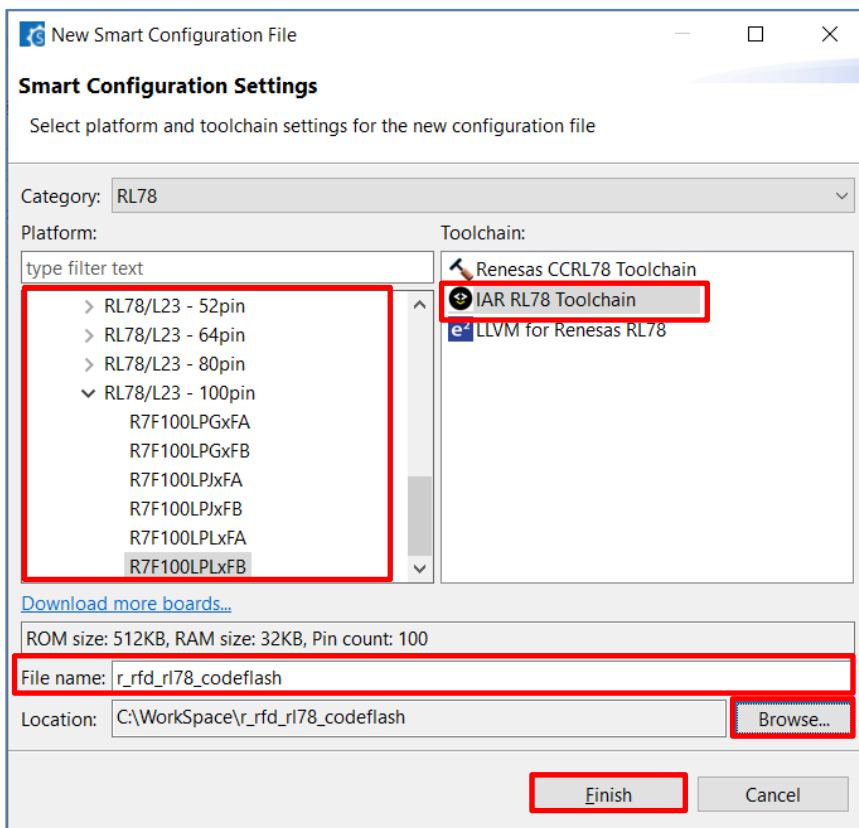 New Smart Configuration File
Smart Configuration Settings
Select platform and toolchain settings for the new configuration file
Category: RL78
Platform:
Toolchain:
type filter text
RL78/L23 - 52pin
RL78/L23 - 64pin
RL78/L23 - 80pin
RL78/L23 - 100pin
R7F100LPGxFA
R7F100LPGxFB
R7F100LPJxFA
R7F100LPJxFB
R7F100LPLxFA
R7F100LPLxFB
Renesas CCRL78 Toolchain
IAR RL78 Toolchain
e² LLVM for Renesas RL78
Download more boards...
ROM size: 512KB, RAM size: 32KB, Pin count: 100
File name: r_rfd_rl78_codeflash
Location: C:\WorkSpace\r_rfd_rl78_codeflash Browse...
Finish Cancel